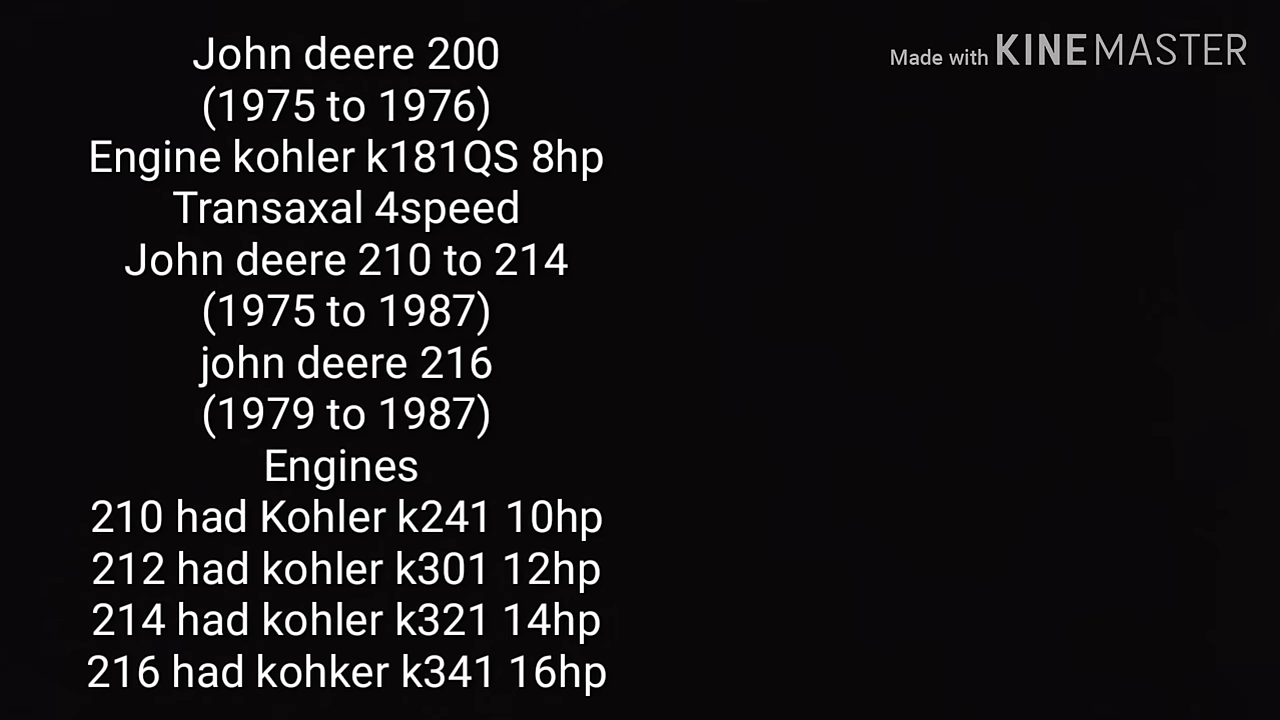 John deere 200
(1975 to 1976)
Engine kohler k181QS 8hp
Transaxal 4speed
John deere 210 to 214
(1975 to 1987)
john deere 216
(1979 to 1987)
Engines
210 had Kohler k241 10hp
212 had kohler k301 12hp
214 had kohler k321 14hp
216 had kohker k341 16hp
Made with KINEMASTER